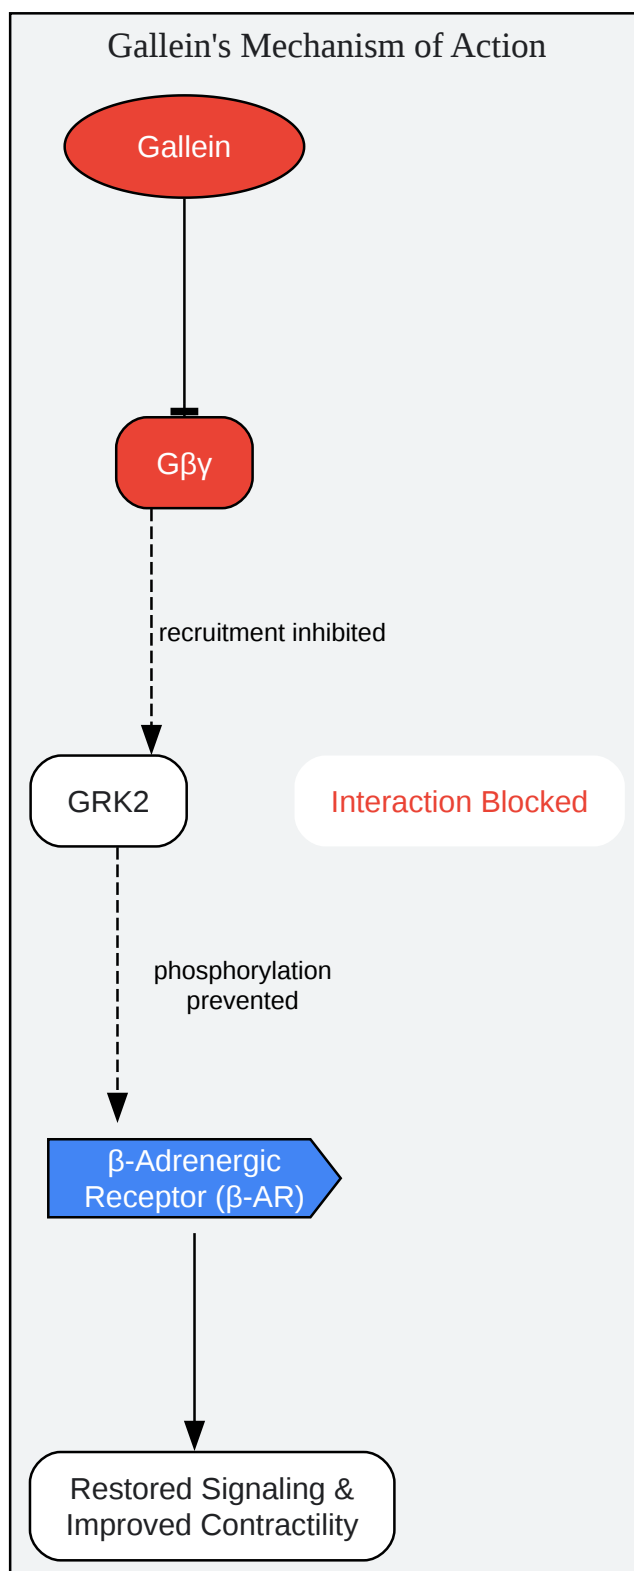 Gallein's Mechanism of Action
Gallein
Gβγ
recruitment inhibited
GRK2
Interaction Blocked
phosphorylation
prevented
β-Adrenergic
Receptor (β-AR)
Restored Signaling &
Improved Contractility